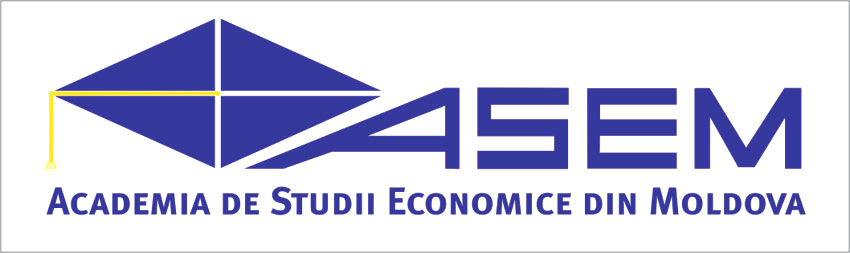 ASEM
Academia de Studii Economice din Moldova